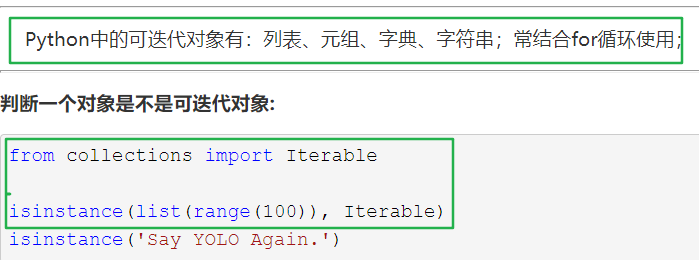 Python中的可迭代对象有：列表、元组、字典、字符串；常结合for循环使用；
判断一个对象是不是可迭代对象:
from collections import Iterable
isinstance(list(range(100)), Iterable)
isinstance('Say YOLO Again.')